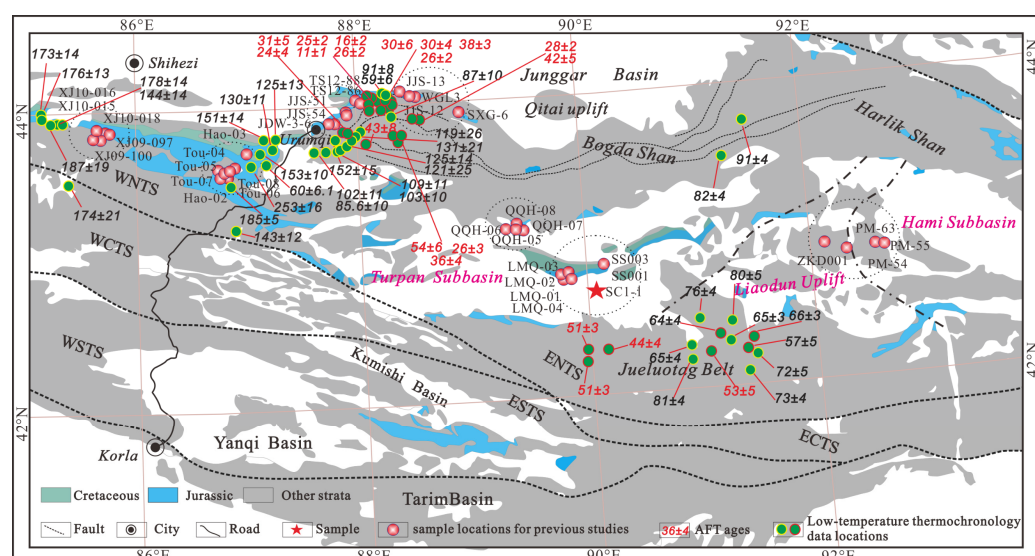 86°E
88°E
90°E
92°E
44°N
44°N
42°N
42°N
86°E
88°E
90°E
92°E
173±14
Shihezi
176±13
178±14
144±14
XJ10-016
XJ10-015
XJ10-018
XJ09-097
XJ09-100
187±19
174±21
125±13
130±11
151±14
Hao-03
Tou-04
Tou-05
Tou-07
Tou-08
Tou-06
Hao-02
185±5
143±12
153±10
253±16
60±6.1
152±15
102±11
85.6±10
109±11
103±10
31±5
24±4
25±2
11±1
16±2
26±2
30±6
30±4
26±2
38±3
28±2
42±5
91±8
59±6
87±10
TS12-88
TS12-86
JJS-51
JJS-54
JDW-3-6
JJS-13
WGL3
SXG-6
Urumqi
43±8
119±26
131±21
125±14
121±25
54±6
26±3
36±4
Junggar Basin
Qitai uplift
Bogda Shan
Harlik Shan
91±4
82±4
WNTS
WCTS
WSTS
ENTS
ESTS
ECTS
QQH-08
QQH-06
QQH-07
QQH-05
LMQ-03
LMQ-02
LMQ-01
LMQ-04
SS003
SS001
SC1-1
Turpan Subbasin
Hami Subbasin
PM-63
PM-55
PM-54
ZKD001
Liaodun Uplift
80±5
76±4
64±4
65±3
66±3
57±5
65±4
81±4
72±5
73±4
53±5
51±3
44±4
51±3
Jueluotag Belt
Kumishi Basin
Yanqi Basin
Korla
TarimBasin
Cretaceous
Jurassic
Other strata
Fault
City
Road
Sample
sample locations for previous studies
36±4
AFT ages
Low-temperature thermochronology
data locations